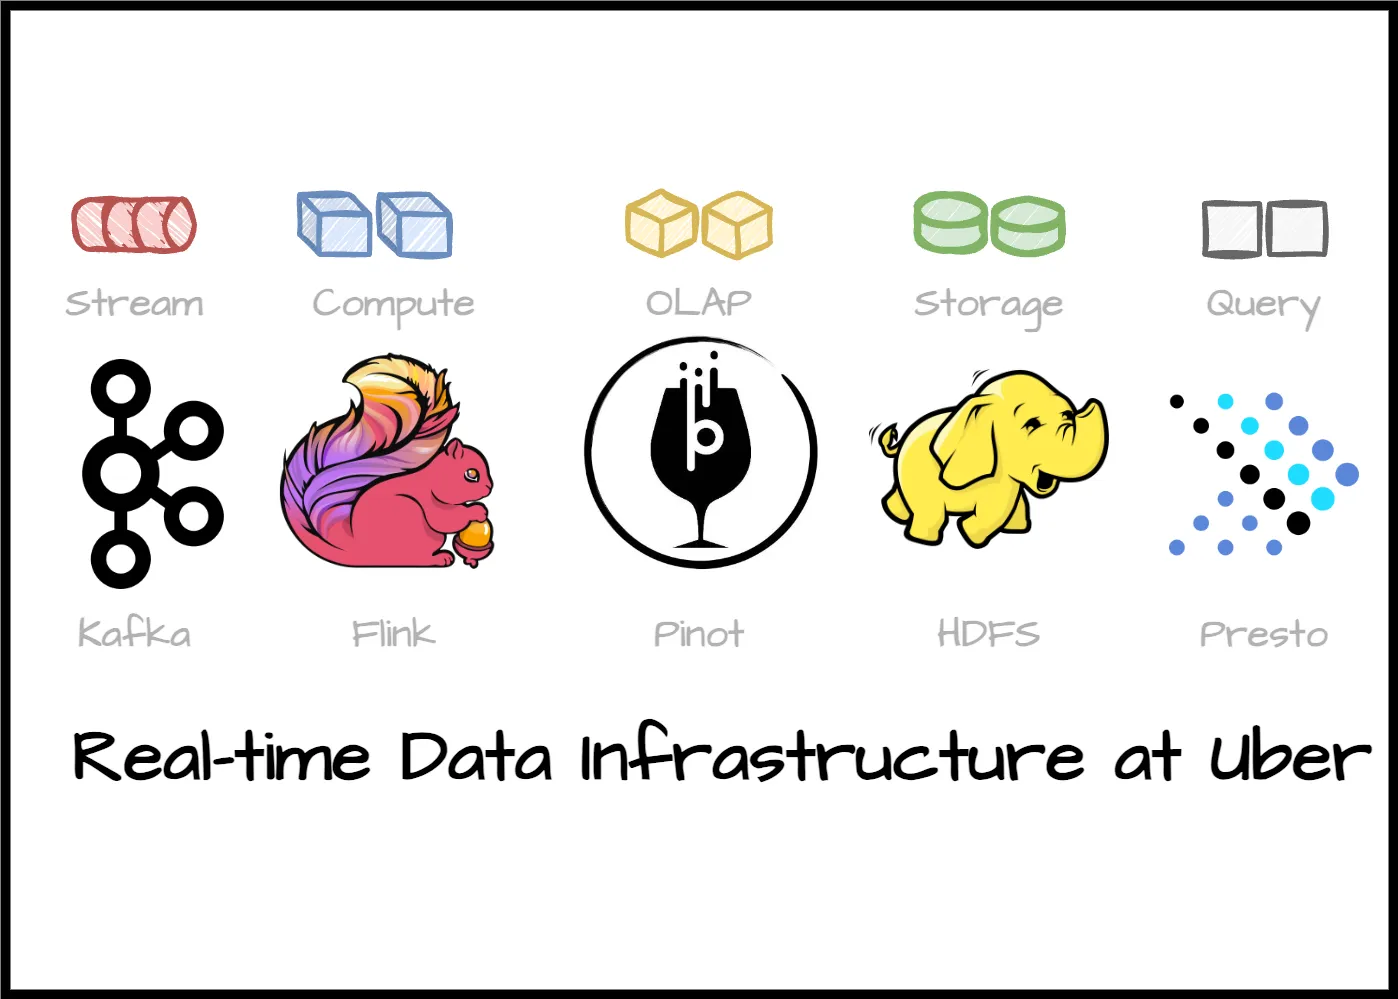 Stream Compute OLAP Storage Query
Kafka Flink Pinot HDFS Presto
Real-time Data Infrastructure at Uber